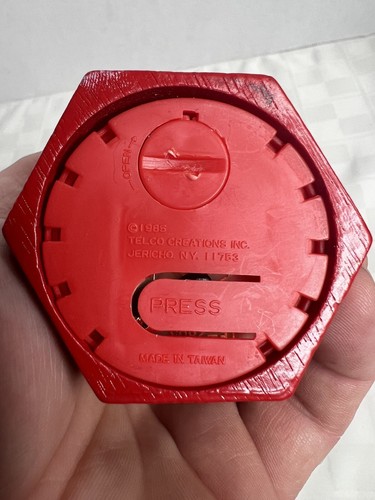 OPEN
©1988
TELCO CREATIONS INC.
JERICHO N.Y. 11753
PRESS
MADE IN TAIWAN